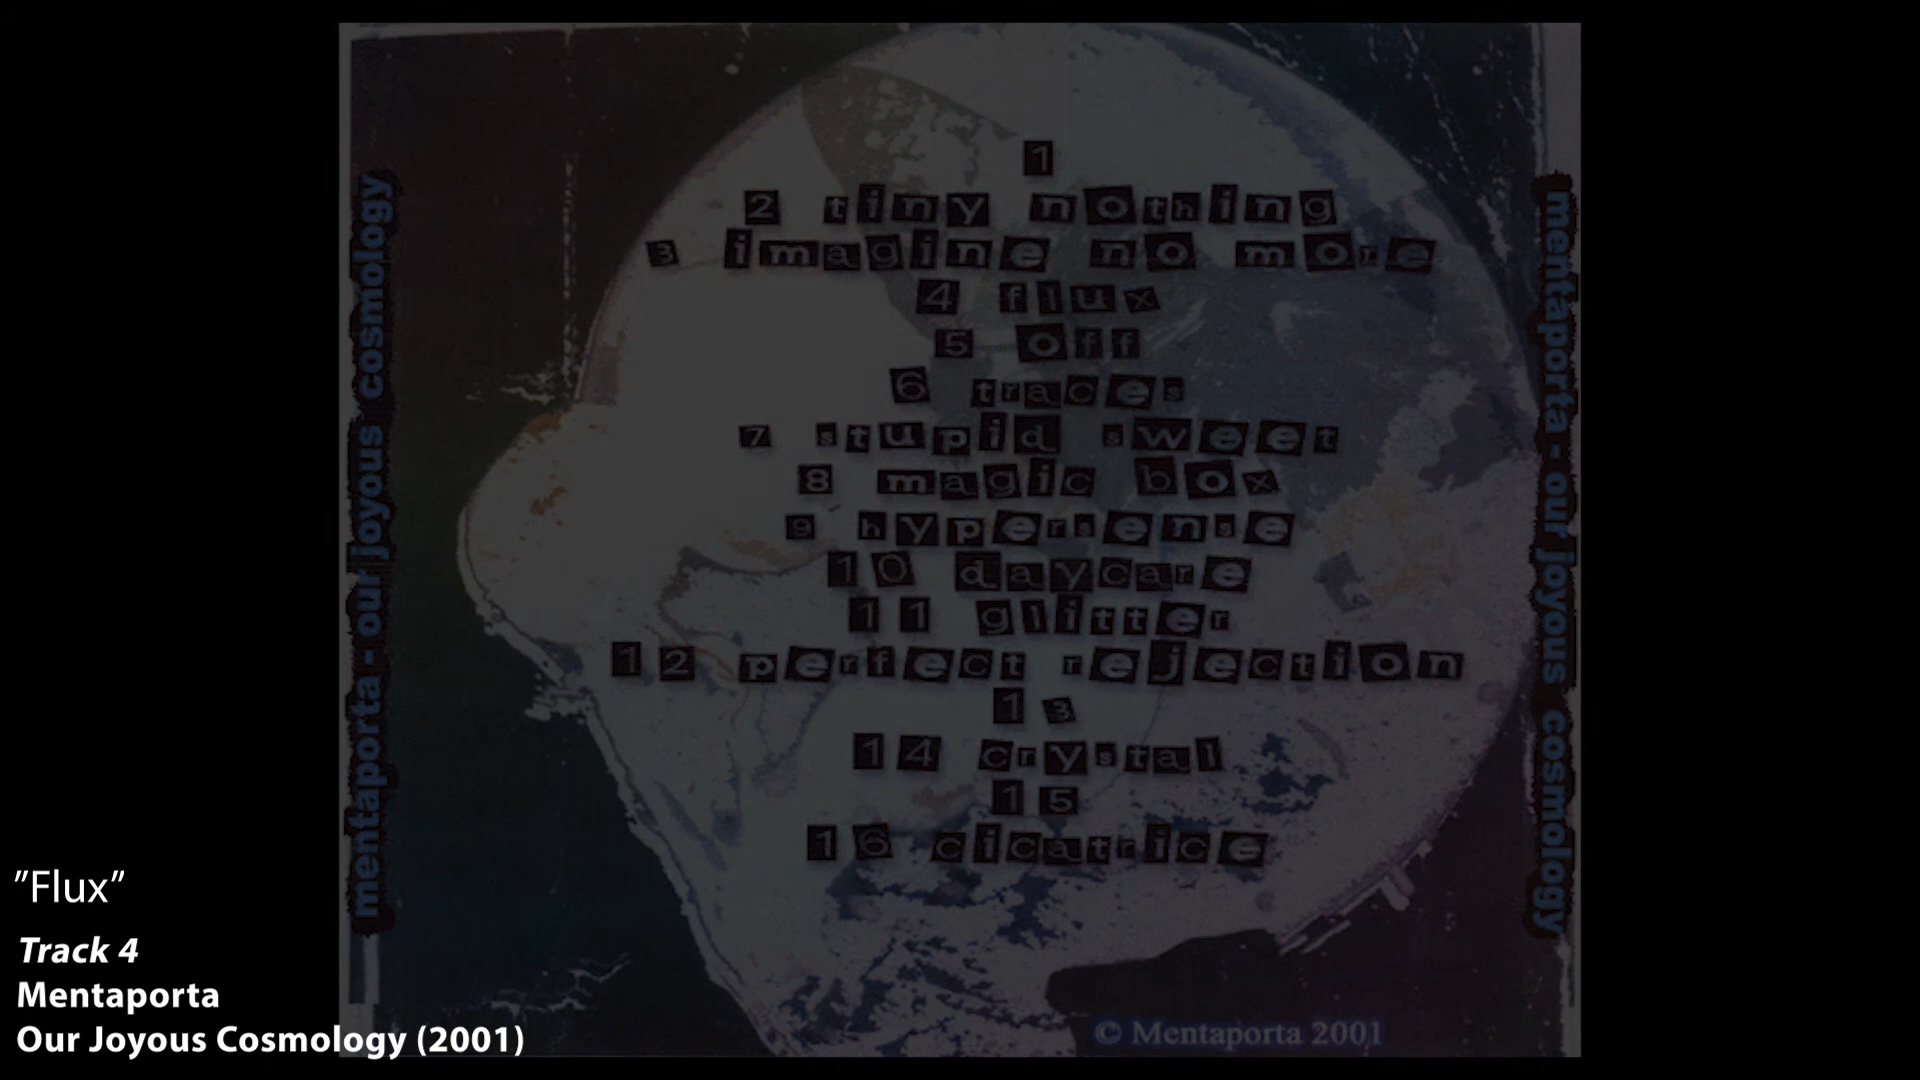 1
2 tiny nothing
3 imagine no more
4 flux
5 off
6 traces
7 stupid sweet
8 magic box
9 hypersense
10 daycare
11 glitter
12 perfect rejection
13
14 crystal
15
16 cicatrice
mentaporta - our joyous cosmology
mentaporta - our joyous cosmology
© Mentaporta 2001
”Flux”
Track 4
Mentaporta
Our Joyous Cosmology (2001)